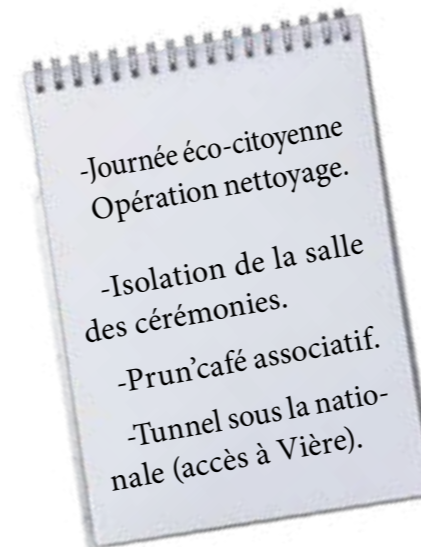 -Journée éco-citoyenne
Opération nettoyage.
-Isolation de la salle
des cérémonies.
-Prun’café associatif.
-Tunnel sous la natio-
nale (accès à Vière).